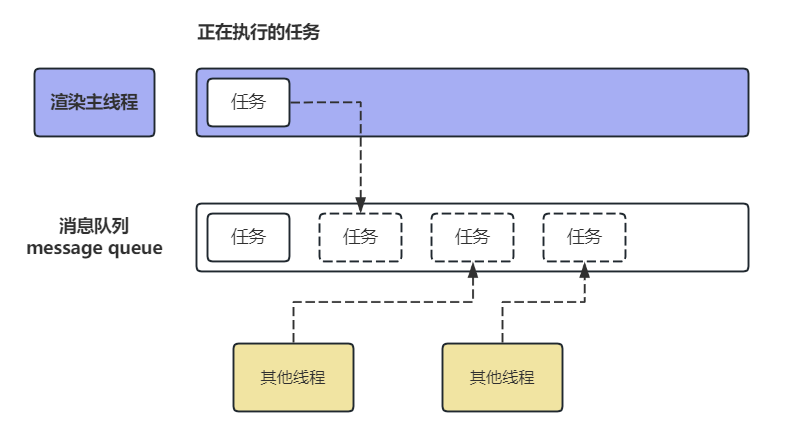 正在执行的任务
渲染主线程
任务
消息队列
message queue
任务
任务
任务
任务
其他线程
其他线程